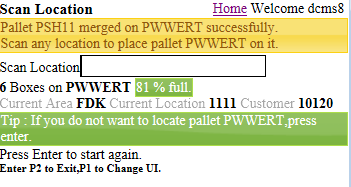 Scan Location Home Welcome dcms8
Pallet PSH11 merged on PWWERT successfully.
Scan any location to place pallet PWWERT on it.
Scan Location
6 Boxes on PWWERT 81 % full.
Current Area FDK Current Location 1111 Customer 10120
Tip : If you do not want to locate pallet PWWERT,press
enter.
Press Enter to start again.
Enter P2 to Exit,P1 to Change UI.